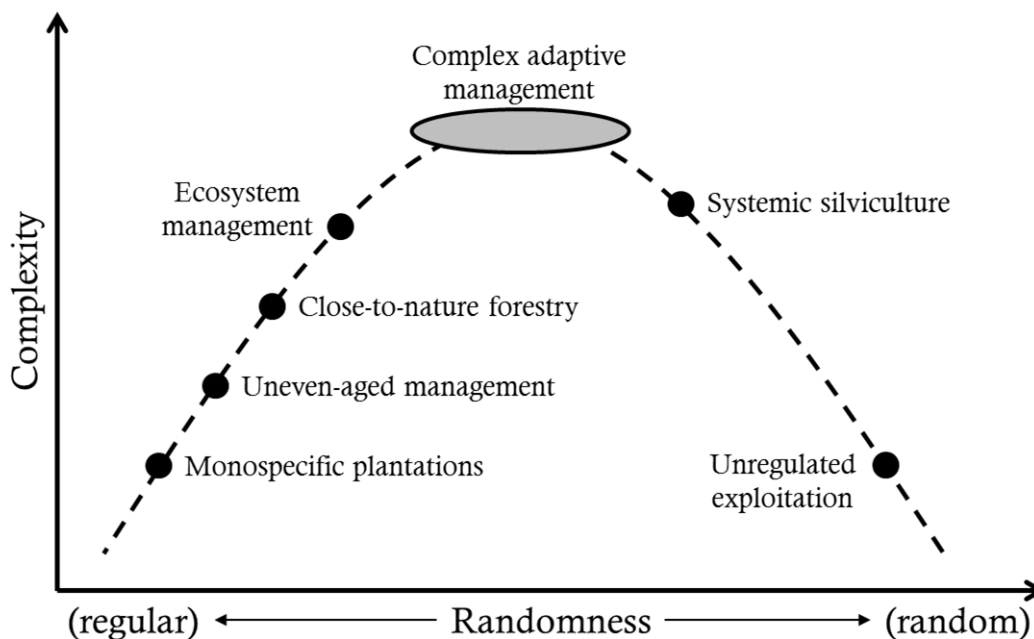 Complex adaptive
management
Ecosystem
management
Systemic silviculture
Close-to-nature forestry
Uneven-aged management
Monospecific plantations
Unregulated
exploitation
Complexity
(regular) Randomness (random)